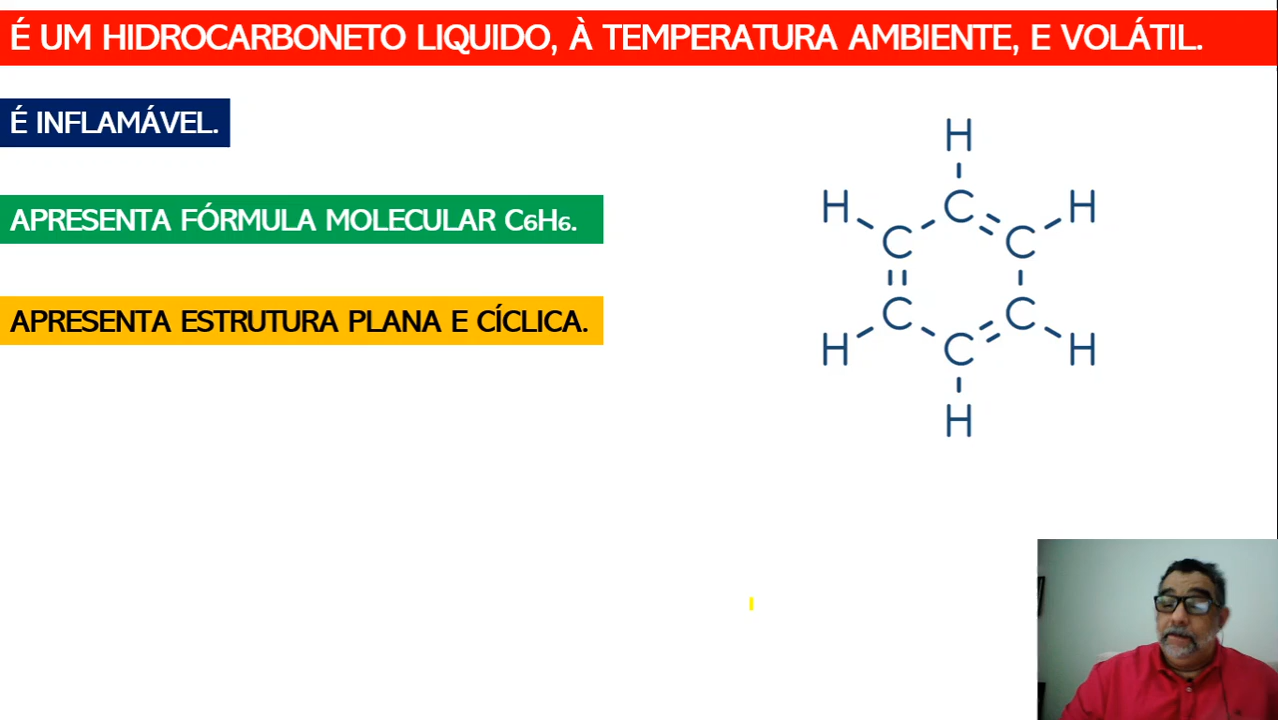 É UM HIDROCARBONETO LIQUIDO, À TEMPERATURA AMBIENTE, E VOLÁTIL.
É INFLAMÁVEL.
APRESENTA FÓRMULA MOLECULAR C6H6.
APRESENTA ESTRUTURA PLANA E CÍCLICA.
H
H H
C
C C
C C
C
H H
H